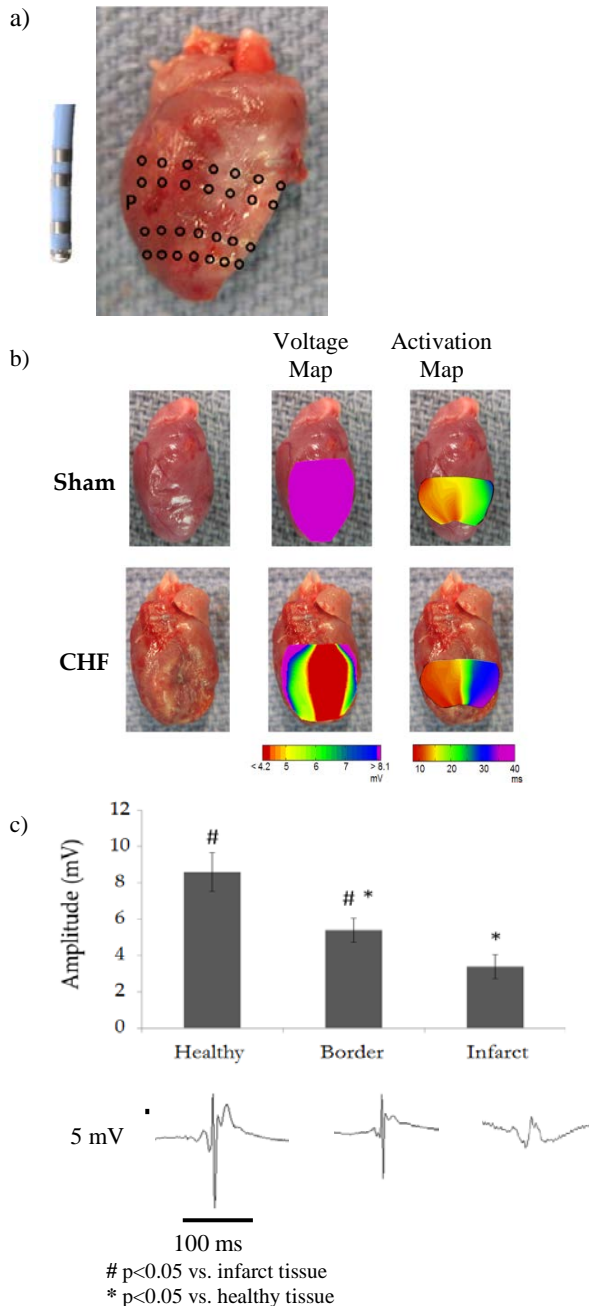 a)
P
b)
Voltage Map
Activation Map
Sham
CHF
< 4.2 5 6 7 > 8.1
mV
10 20 30 40
ms
c)
Amplitude (mV)
12
10
8
6
4
2
0
#
# *
*
Healthy Border Infarct
5 mV
100 ms
# p<0.05 vs. infarct tissue
* p<0.05 vs. healthy tissue